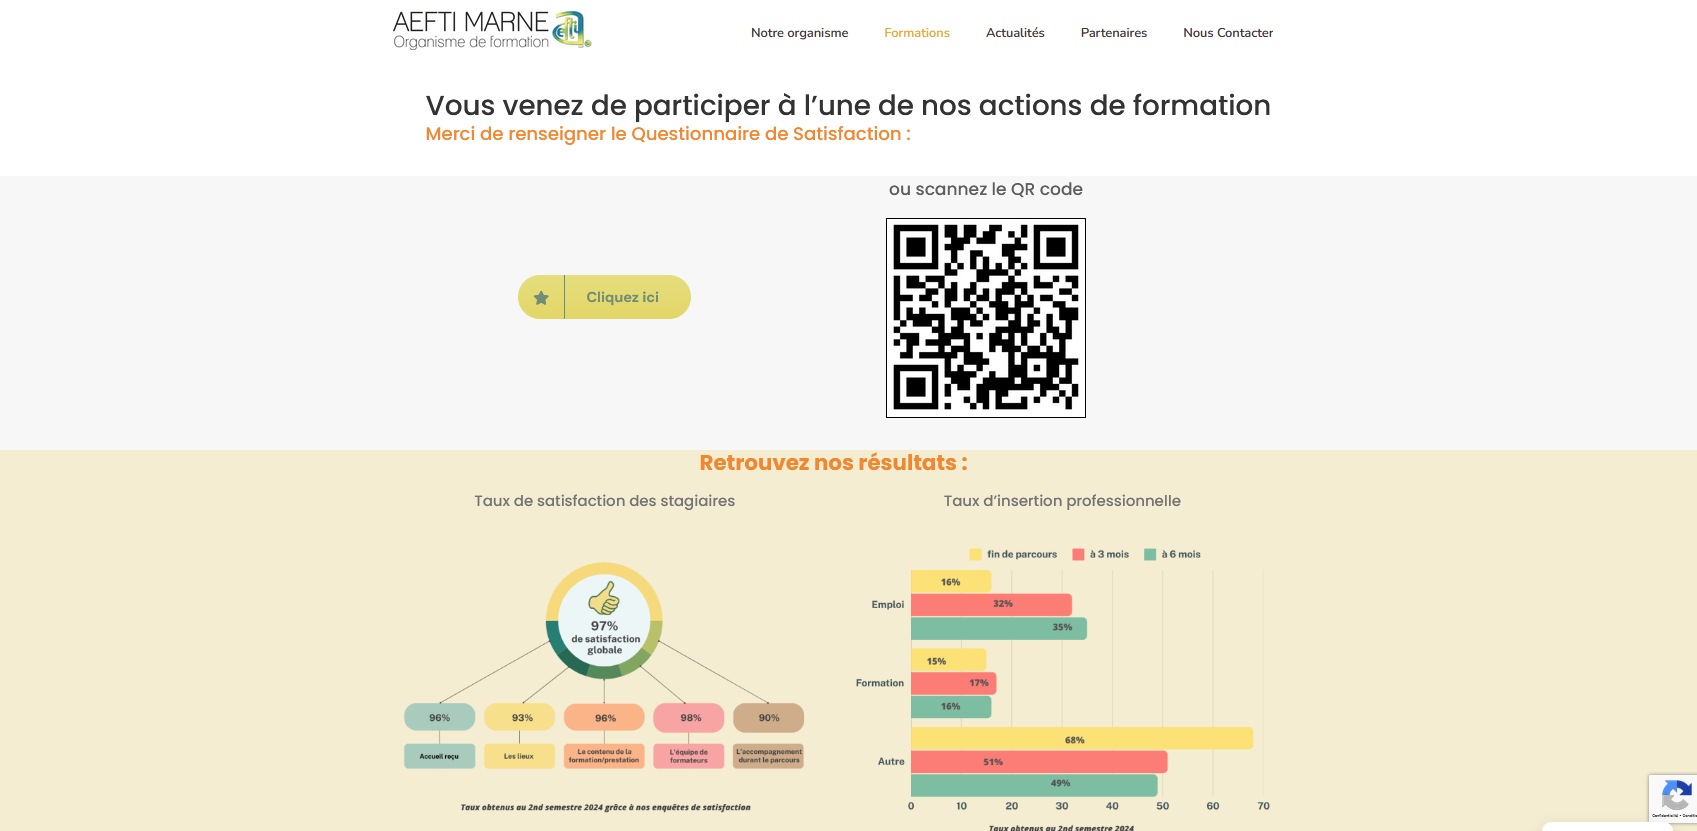 AEFTI MARNE
Organisme de formation
Notre organisme
Formations
Actualités
Partenaires
Nous Contacter
Vous venez de participer à l’une de nos actions de formation
Merci de renseigner le Questionnaire de Satisfaction :
ou scannez le QR code
Cliquez ici
Retrouvez nos résultats :
Taux de satisfaction des stagiaires
97%
de satisfaction
globale
96%
93%
96%
98%
90%
Accueil reçu
Les lieux
Le contenu de la
formation/prestation
L'équipe de
formateurs
L'accompagnement
durant le parcours
Taux obtenus au 2nd semestre 2024 grâce à nos enquêtes de satisfaction
Taux d’insertion professionnelle
fin de parcours
à 3 mois
à 6 mois
Emploi
16%
32%
35%
Formation
15%
17%
16%
Autre
68%
51%
49%
0 10 20 30 40 50 60 70
Taux obtenus au 2nd semestre 2024